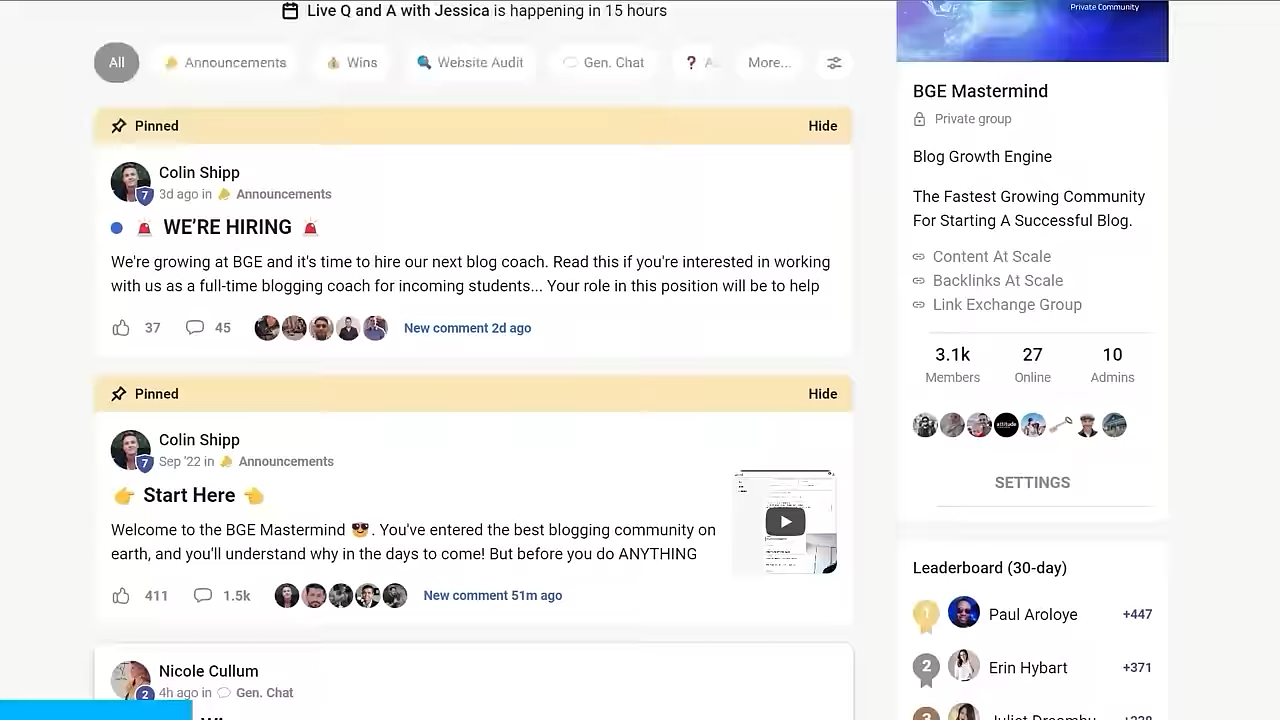 Live Q and A with Jessica is happening in 15 hours
All
Announcements
Wins
Website Audit
Gen. Chat
More...
Pinned
Hide
Colin Shipp
7
3d ago in Announcements
WE'RE HIRING
We're growing at BGE and it's time to hire our next blog coach. Read this if you're interested in working
with us as a full-time blogging coach for incoming students... Your role in this position will be to help
37
45
New comment 2d ago
Pinned
Hide
Colin Shipp
7
Sep '22 in Announcements
Start Here
Welcome to the BGE Mastermind 😎. You've entered the best blogging community on
earth, and you'll understand why in the days to come! But before you do ANYTHING
411
1.5k
New comment 51m ago
Nicole Cullum
2
4h ago in Gen. Chat
Private Community
BGE Mastermind
Private group
Blog Growth Engine
The Fastest Growing Community
For Starting A Successful Blog.
Content At Scale
Backlinks At Scale
Link Exchange Group
3.1k
Members
27
Online
10
Admins
attitude
SETTINGS
Leaderboard (30-day)
1
Paul Aroloye
+447
2
Erin Hybart
+371